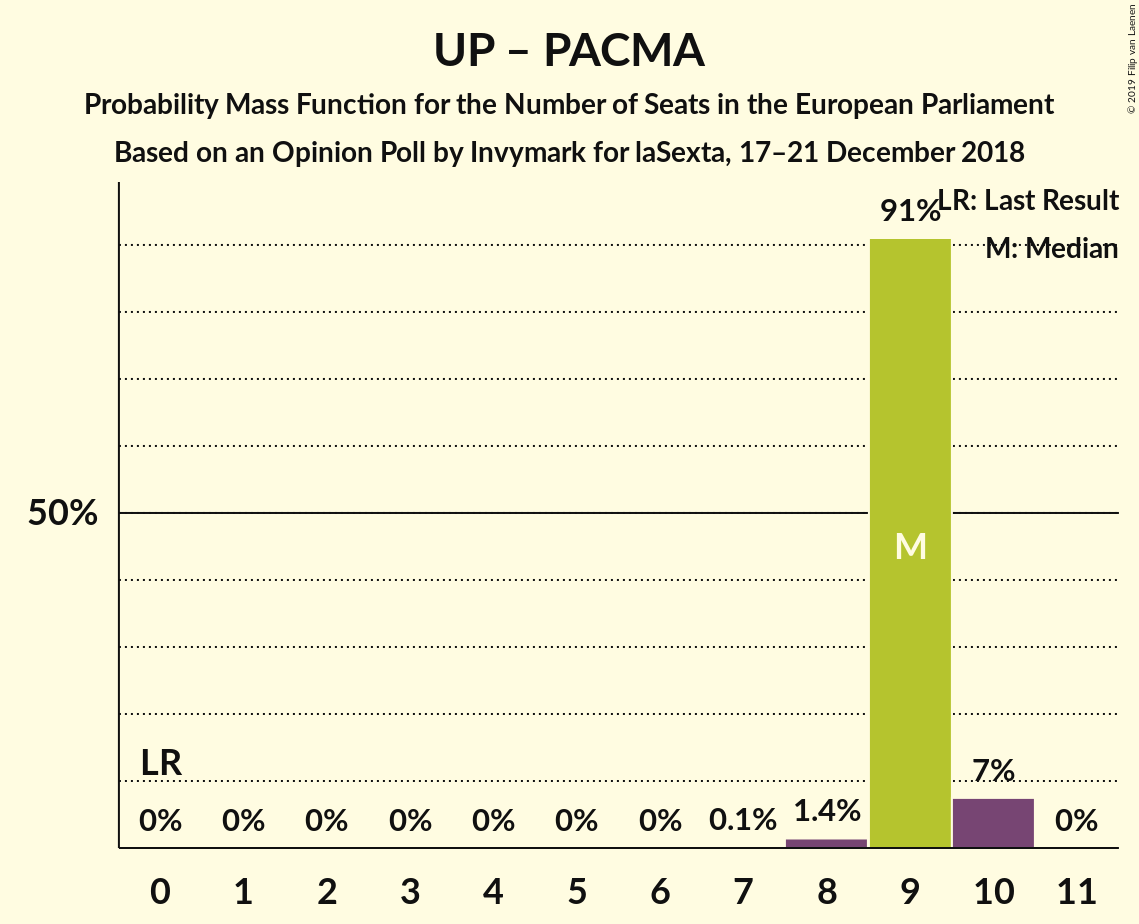 UP – PACMA
Probability Mass Function for the Number of Seats in the European Parliament
Based on an Opinion Poll by Invymark for laSexta, 17–21 December 2018
© 2019 Filip van Laenen
LR: Last Result
M: Median
91%
50%
M
LR
0% 0% 0% 0% 0% 0% 0% 0.1% 1.4% 7% 0%
0 1 2 3 4 5 6 7 8 9 10 11